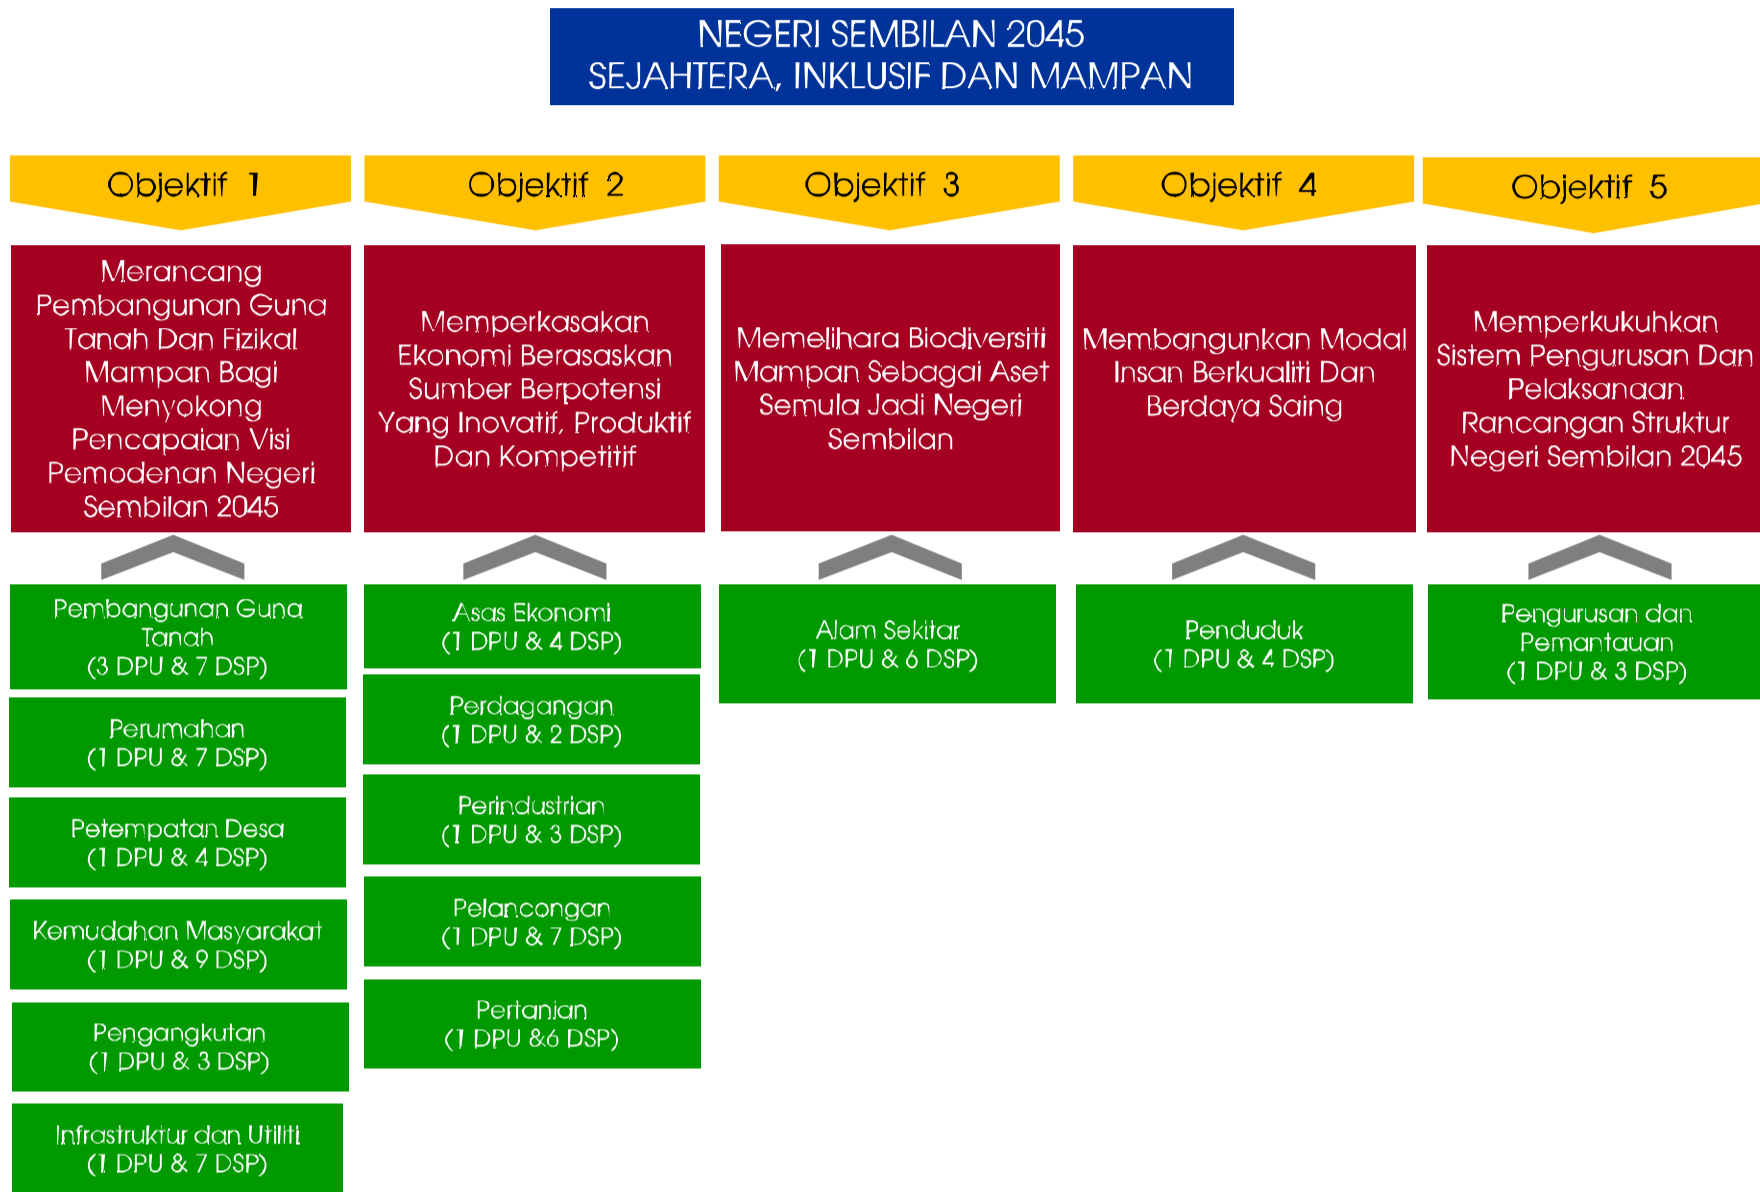 NEGERI SEMBILAN 2045
SEJAHTERA, INKLUSIF DAN MAMPAN
Objektif 1
Merancang
Pembangunan Guna
Tanah Dan Fizikal
Mampan Bagi
Menyokong
Pencapaian Visi
Pemodenan Negeri
Sembilan 2045
Pembangunan Guna
Tanah
(3 DPU & 7 DSP)
Perumahan
(1 DPU & 7 DSP)
Petempatan Desa
(1 DPU & 4 DSP)
Kemudahan Masyarakat
(1 DPU & 9 DSP)
Pengangkutan
(1 DPU & 3 DSP)
Infrastruktur dan Utiliti
(1 DPU & 7 DSP)
Objektif 2
Memperkasakan
Ekonomi Berasaskan
Sumber Berpotensi
Yang Inovatif, Produktif
Dan Kompetitif
Asas Ekonomi
(1 DPU & 4 DSP)
Perdagangan
(1 DPU & 2 DSP)
Perindustrian
(1 DPU & 3 DSP)
Pelancongan
(1 DPU & 7 DSP)
Pertanian
(1 DPU &6 DSP)
Objektif 3
Memelihara Biodiversiti
Mampan Sebagai Aset
Semula Jadi Negeri
Sembilan
Alam Sekitar
(1 DPU & 6 DSP)
Objektif 4
Membangunkan Modal
Insan Berkualiti Dan
Berdaya Saing
Penduduk
(1 DPU & 4 DSP)
Objektif 5
Memperkukuhkan
Sistem Pengurusan Dan
Pelaksanaan
Rancangan Struktur
Negeri Sembilan 2045
Pengurusan dan
Pemantauan
(1 DPU & 3 DSP)